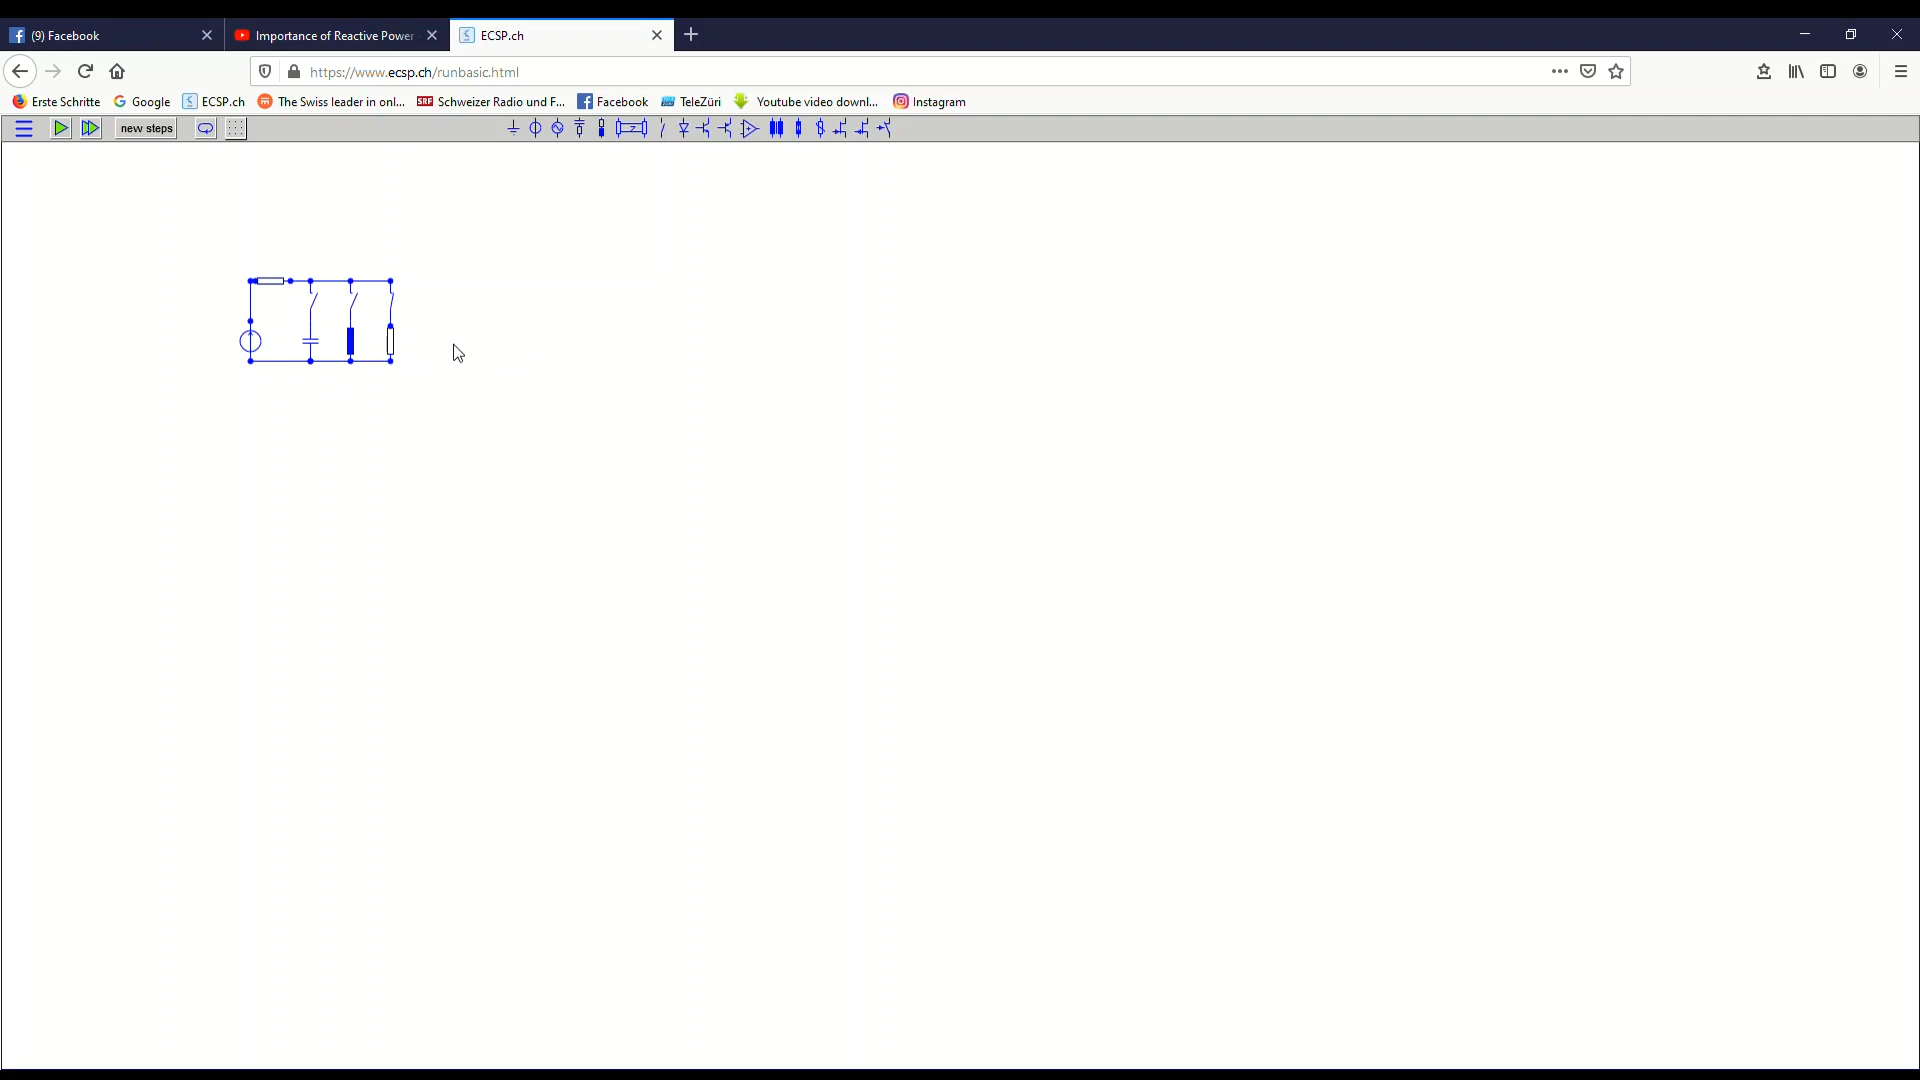 (9) Facebook
Importance of Reactive Power
ECSP.ch
https://www.ecsp.ch/runbasic.html
Erste Schritte Google ECSP.ch The Swiss leader in onl... SRF Schweizer Radio und F... Facebook TeleZüri Youtube video downl... Instagram
new steps